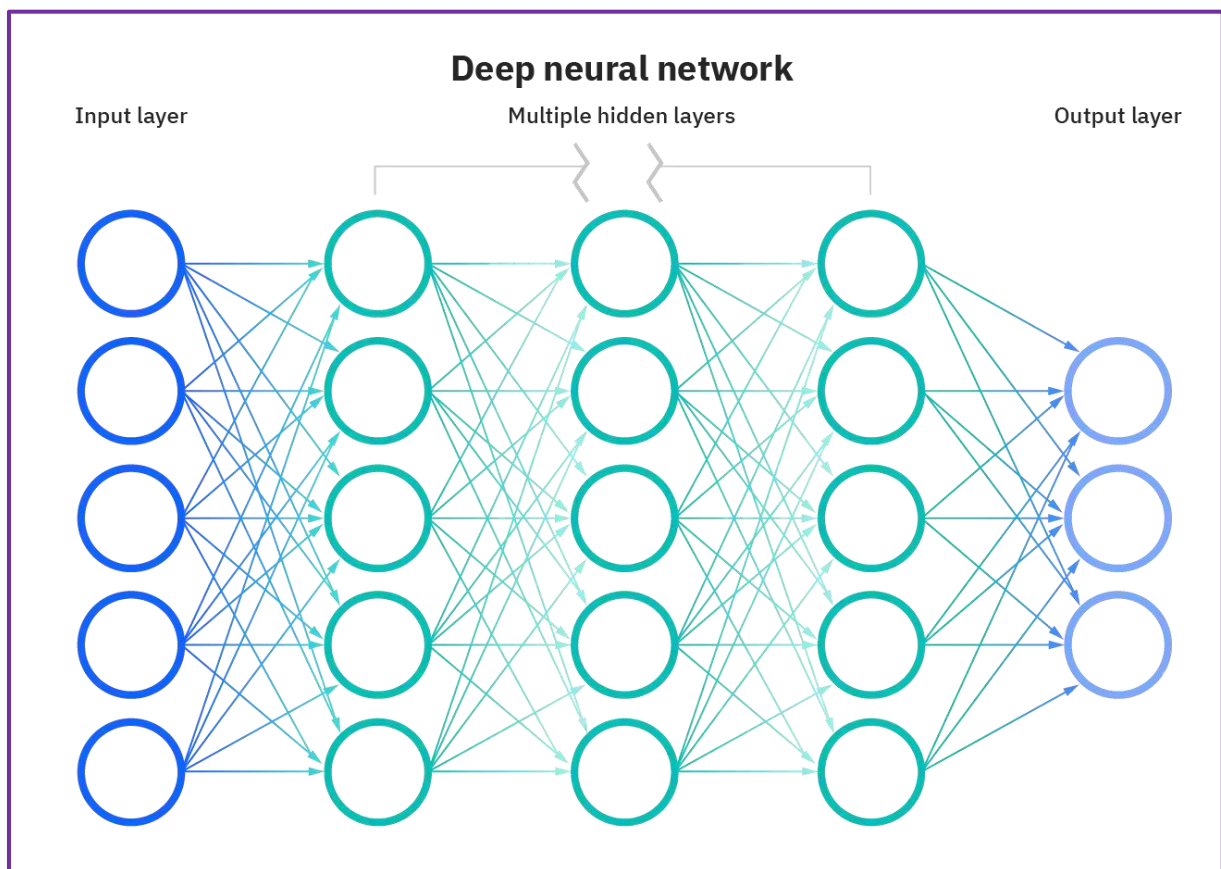 Deep neural network
Input layer
Multiple hidden layers
Output layer